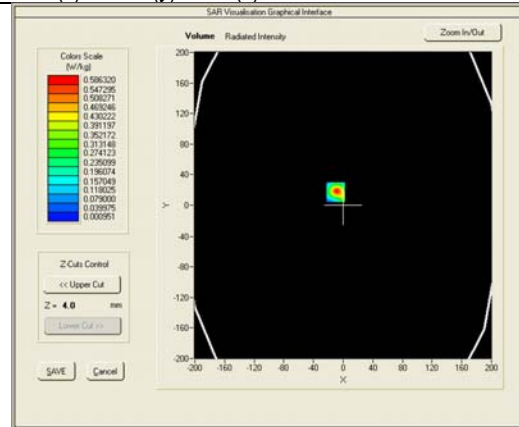 SAR Visualisation Graphical Interface
Colors Scale
(W/kg)
0.586320
0.547295
0.508271
0.469246
0.430222
0.391197
0.352172
0.313148
0.274123
0.235099
0.196074
0.157049
0.118025
0.079000
0.039975
0.000951
Volume Radiated Intensity
Zoom In/Out
200
160
120
80
40
Y
0
-40
-80
-120
-160
-200
-200 -160 -120 -80 -40 0 40 80 120 160 200
X
Z-Cuts Control
<< Upper Cut
Z = 4.0 mm
Lower Cut >>
SAVE
Cancel